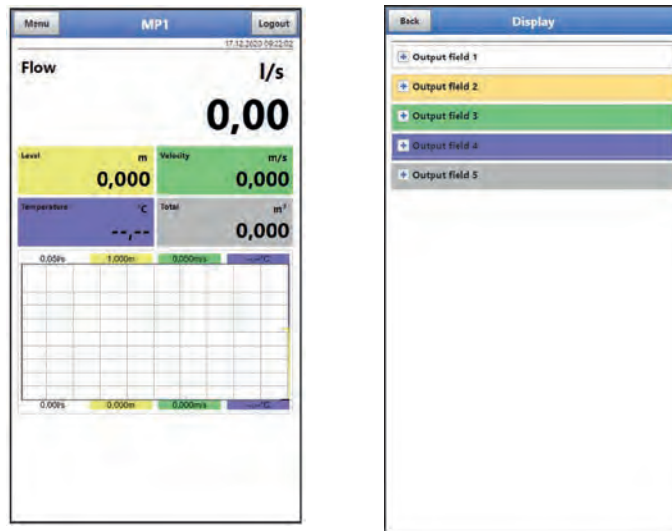 Menu MP1 Logout
17.12.2020 09:22:02
Flow l/s
0,00
Level m Velocity m/s
0,000 0,000
Temperature °C Total m³
--,-- 0,000
0,05l/s 1,000m 0,050m/s --,--°C
0,00l/s 0,000m 0,000m/s --,--°C
Back Display
Output field 1
Output field 2
Output field 3
Output field 4
Output field 5